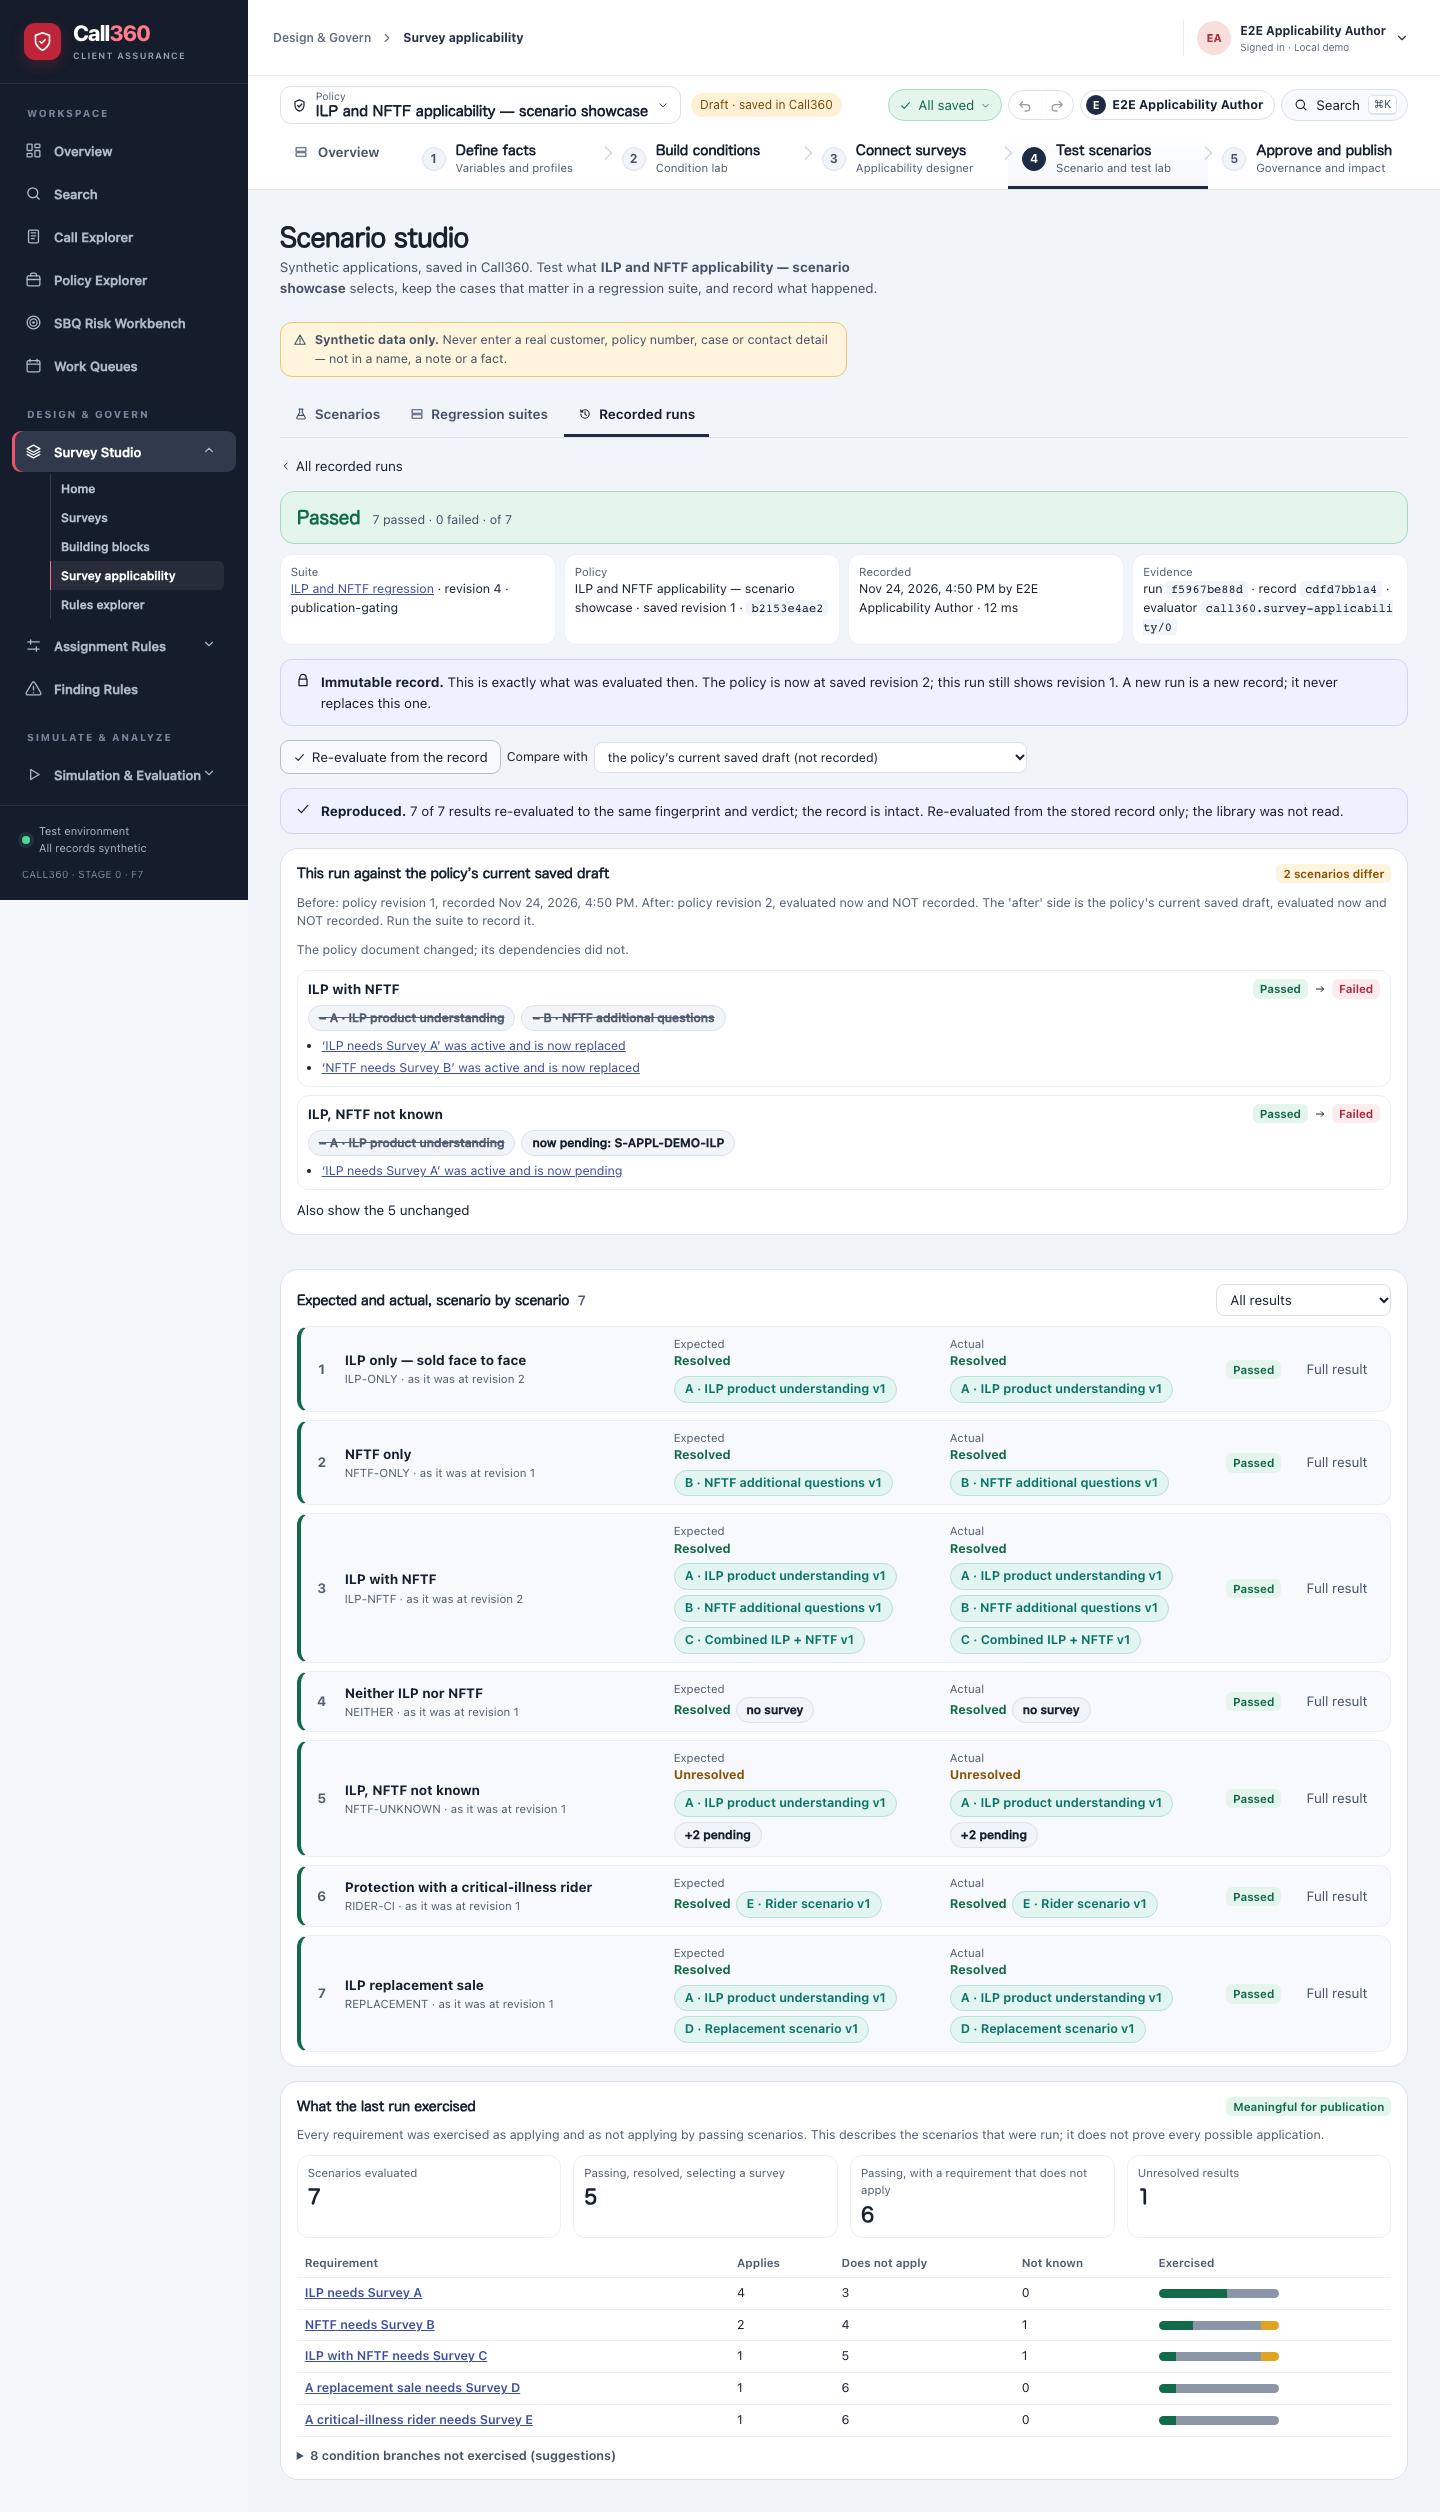 Call360
CLIENT ASSURANCE
WORKSPACE
Overview
Search
Call Explorer
Policy Explorer
SBQ Risk Workbench
Work Queues
DESIGN & GOVERN
Survey Studio
Home
Surveys
Building blocks
Survey applicability
Rules explorer
Assignment Rules
Finding Rules
SIMULATE & ANALYZE
Simulation & Evaluation
Test environment
All records synthetic
CALL360 · STAGE 0 · F7
Design & Govern > Survey applicability
EA
E2E Applicability Author
Signed in · Local demo
Policy
ILP and NFTF applicability — scenario showcase
Draft · saved in Call360
All saved
E E2E Applicability Author
Search ⌘K
Overview
1 Define facts
Variables and profiles
2 Build conditions
Condition lab
3 Connect surveys
Applicability designer
4 Test scenarios
Scenario and test lab
5 Approve and publish
Governance and impact
Scenario studio
Synthetic applications, saved in Call360. Test what ILP and NFTF applicability — scenario
showcase selects, keep the cases that matter in a regression suite, and record what happened.
Synthetic data only. Never enter a real customer, policy number, case or contact detail
— not in a name, a note or a fact.
Scenarios
Regression suites
Recorded runs
All recorded runs
Passed 7 passed · 0 failed · of 7
Suite
ILP and NFTF regression · revision 4 ·
publication-gating
Policy
ILP and NFTF applicability — scenario
showcase · saved revision 1 · b2153e4ae2
Recorded
Nov 24, 2026, 4:50 PM by E2E
Applicability Author · 12 ms
Evidence
run f5967be88d · record cdfd7bb1a4 ·
evaluator call360.survey-applicabili
ty/0
Immutable record. This is exactly what was evaluated then. The policy is now at saved revision 2; this run still shows revision 1. A new run is a new record; it never
replaces this one.
Re-evaluate from the record
Compare with
the policy's current saved draft (not recorded)
Reproduced. 7 of 7 results re-evaluated to the same fingerprint and verdict; the record is intact. Re-evaluated from the stored record only; the library was not read.
This run against the policy's current saved draft
2 scenarios differ
Before: policy revision 1, recorded Nov 24, 2026, 4:50 PM. After: policy revision 2, evaluated now and NOT recorded. The 'after' side is the policy's current saved draft, evaluated now and
NOT recorded. Run the suite to record it.
The policy document changed; its dependencies did not.
ILP with NFTF
Passed → Failed
– A · ILP product understanding
– B · NFTF additional questions
• 'ILP needs Survey A' was active and is now replaced
• 'NFTF needs Survey B' was active and is now replaced
ILP, NFTF not known
Passed → Failed
– A · ILP product understanding
now pending: S-APPL-DEMO-ILP
• 'ILP needs Survey A' was active and is now pending
Also show the 5 unchanged
Expected and actual, scenario by scenario 7
All results
1
ILP only — sold face to face
ILP-ONLY · as it was at revision 2
Expected
Resolved
A · ILP product understanding v1
Actual
Resolved
A · ILP product understanding v1
Passed
Full result
2
NFTF only
NFTF-ONLY · as it was at revision 1
Expected
Resolved
B · NFTF additional questions v1
Actual
Resolved
B · NFTF additional questions v1
Passed
Full result
3
ILP with NFTF
ILP-NFTF · as it was at revision 2
Expected
Resolved
A · ILP product understanding v1
B · NFTF additional questions v1
C · Combined ILP + NFTF v1
Actual
Resolved
A · ILP product understanding v1
B · NFTF additional questions v1
C · Combined ILP + NFTF v1
Passed
Full result
4
Neither ILP nor NFTF
NEITHER · as it was at revision 1
Expected
Resolved no survey
Actual
Resolved no survey
Passed
Full result
5
ILP, NFTF not known
NFTF-UNKNOWN · as it was at revision 1
Expected
Unresolved
A · ILP product understanding v1
+2 pending
Actual
Unresolved
A · ILP product understanding v1
+2 pending
Passed
Full result
6
Protection with a critical-illness rider
RIDER-CI · as it was at revision 1
Expected
Resolved E · Rider scenario v1
Actual
Resolved E · Rider scenario v1
Passed
Full result
7
ILP replacement sale
REPLACEMENT · as it was at revision 1
Expected
Resolved
A · ILP product understanding v1
D · Replacement scenario v1
Actual
Resolved
A · ILP product understanding v1
D · Replacement scenario v1
Passed
Full result
What the last run exercised
Meaningful for publication
Every requirement was exercised as applying and as not applying by passing scenarios. This describes the scenarios that were run; it does not prove every possible application.
Scenarios evaluated
7
Passing, resolved, selecting a survey
5
Passing, with a requirement that does not
apply
6
Unresolved results
1
Requirement Applies Does not apply Not known Exercised
ILP needs Survey A 4 3 0
NFTF needs Survey B 2 4 1
ILP with NFTF needs Survey C 1 5 1
A replacement sale needs Survey D 1 6 0
A critical-illness rider needs Survey E 1 6 0
8 condition branches not exercised (suggestions)